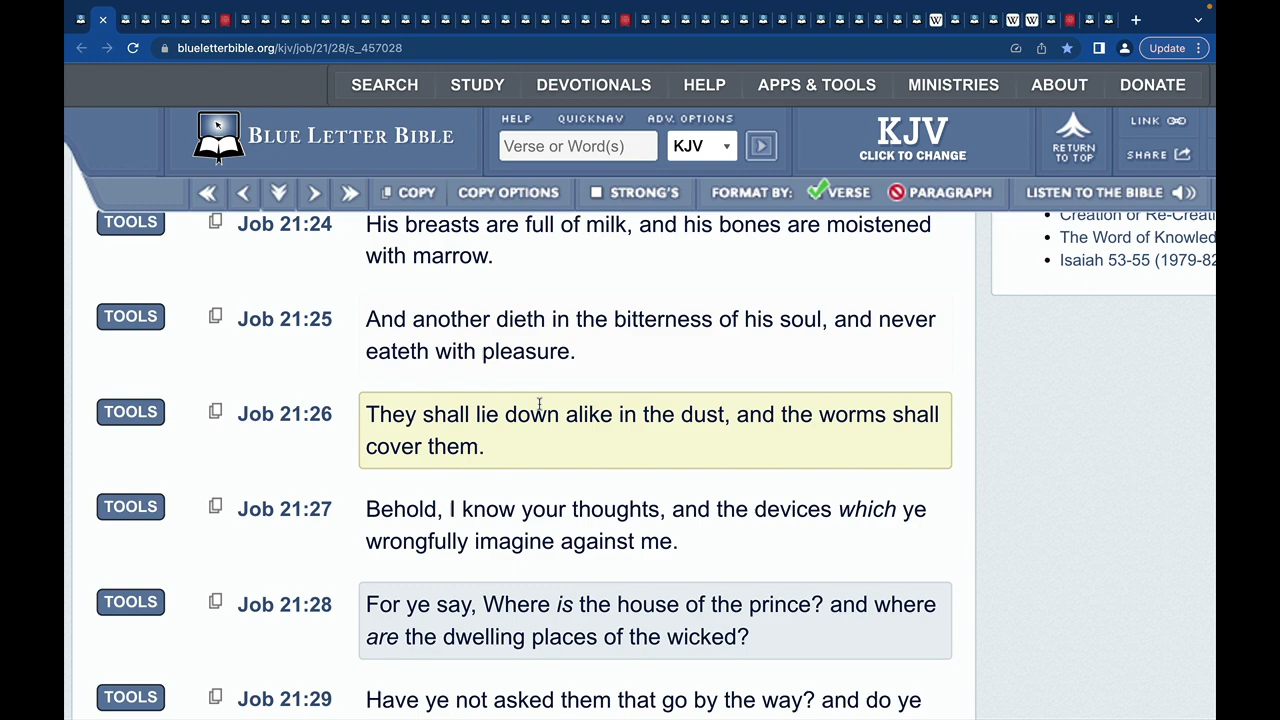 blueletterbible.org/kjv/job/21/28/s_457028
Update
SEARCH STUDY DEVOTIONALS HELP APPS & TOOLS MINISTRIES ABOUT DONATE
HELP QUICKNAV ADV. OPTIONS
BLUE LETTER BIBLE
Verse or Word(s)
KJV
KJV
CLICK TO CHANGE
RETURN
TO TOP
LINK
SHARE
COPY COPY OPTIONS STRONG'S FORMAT BY: VERSE PARAGRAPH LISTEN TO THE BIBLE
TOOLS Job 21:24 His breasts are full of milk, and his bones are moistened
with marrow.
TOOLS Job 21:25 And another dieth in the bitterness of his soul, and never
eateth with pleasure.
TOOLS Job 21:26 They shall lie down alike in the dust, and the worms shall
cover them.
TOOLS Job 21:27 Behold, I know your thoughts, and the devices which ye
wrongfully imagine against me.
TOOLS Job 21:28 For ye say, Where is the house of the prince? and where
are the dwelling places of the wicked?
TOOLS Job 21:29 Have ye not asked them that go by the way? and do ye
Creation or Re-Creati
The Word of Knowled
Isaiah 53-55 (1979-82